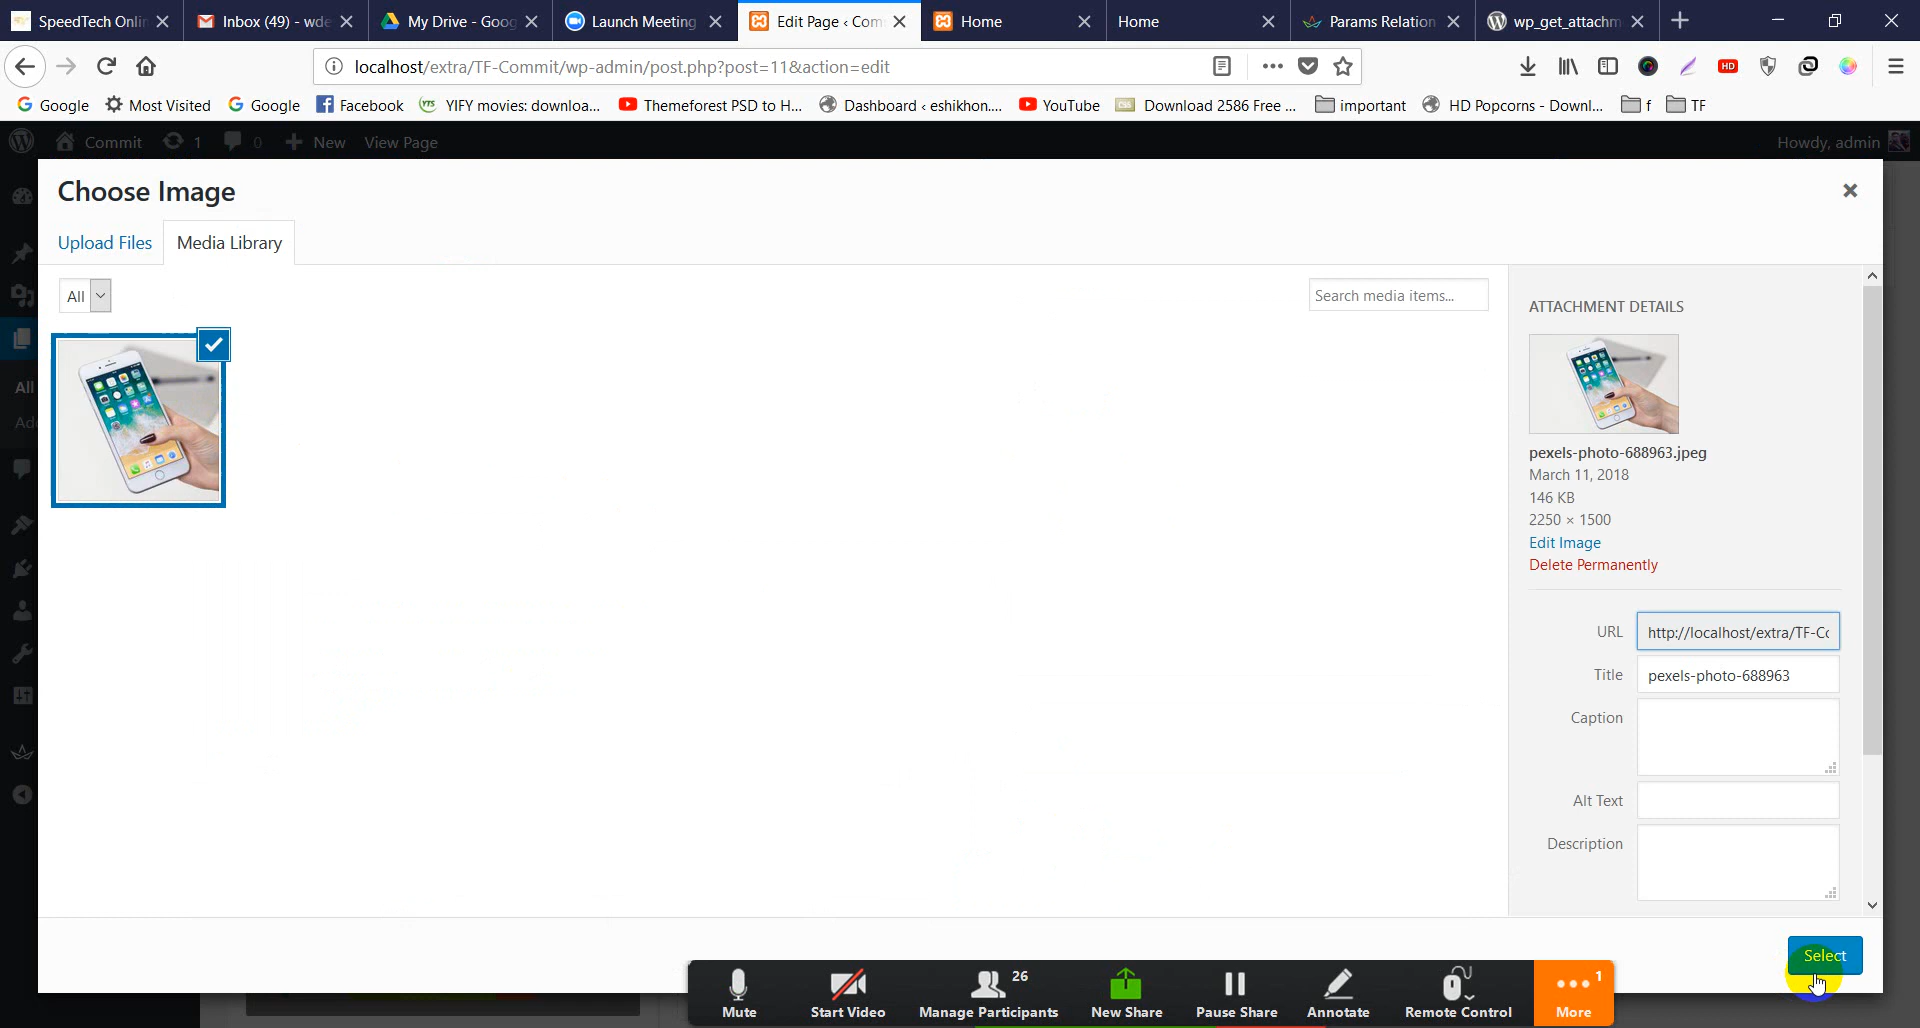 SpeedTech Onlin
Inbox (49) - wde
My Drive - Goog
Launch Meeting
Edit Page ‹ Com
Home
Home
Params Relation
wp_get_attachm
localhost/extra/TF-Commit/wp-admin/post.php?post=11&action=edit
HD
Google
Most Visited
Google
Facebook
YTS
YIFY movies: downloa...
Themeforest PSD to H...
Dashboard ‹ eshikhon....
YouTube
CSS
Download 2586 Free ...
important
HD Popcorns - Downl...
f
TF
Commit
1
0
New
View Page
Howdy, admin
Choose Image
Upload Files
Media Library
All
Search media items...
All
Ad
ATTACHMENT DETAILS
pexels-photo-688963.jpeg
March 11, 2018
146 KB
2250 × 1500
Edit Image
Delete Permanently
URL
http://localhost/extra/TF-Co
Title
pexels-photo-688963
Caption
Alt Text
Description
Select
Mute
Start Video
26
Manage Participants
New Share
Pause Share
Annotate
Remote Control
1
More